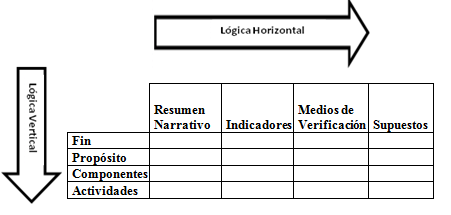 Lógica Horizontal
Lógica Vertical
Resumen
Narrativo
Indicadores
Medios de
Verificación
Supuestos
Fin
Propósito
Componentes
Actividades